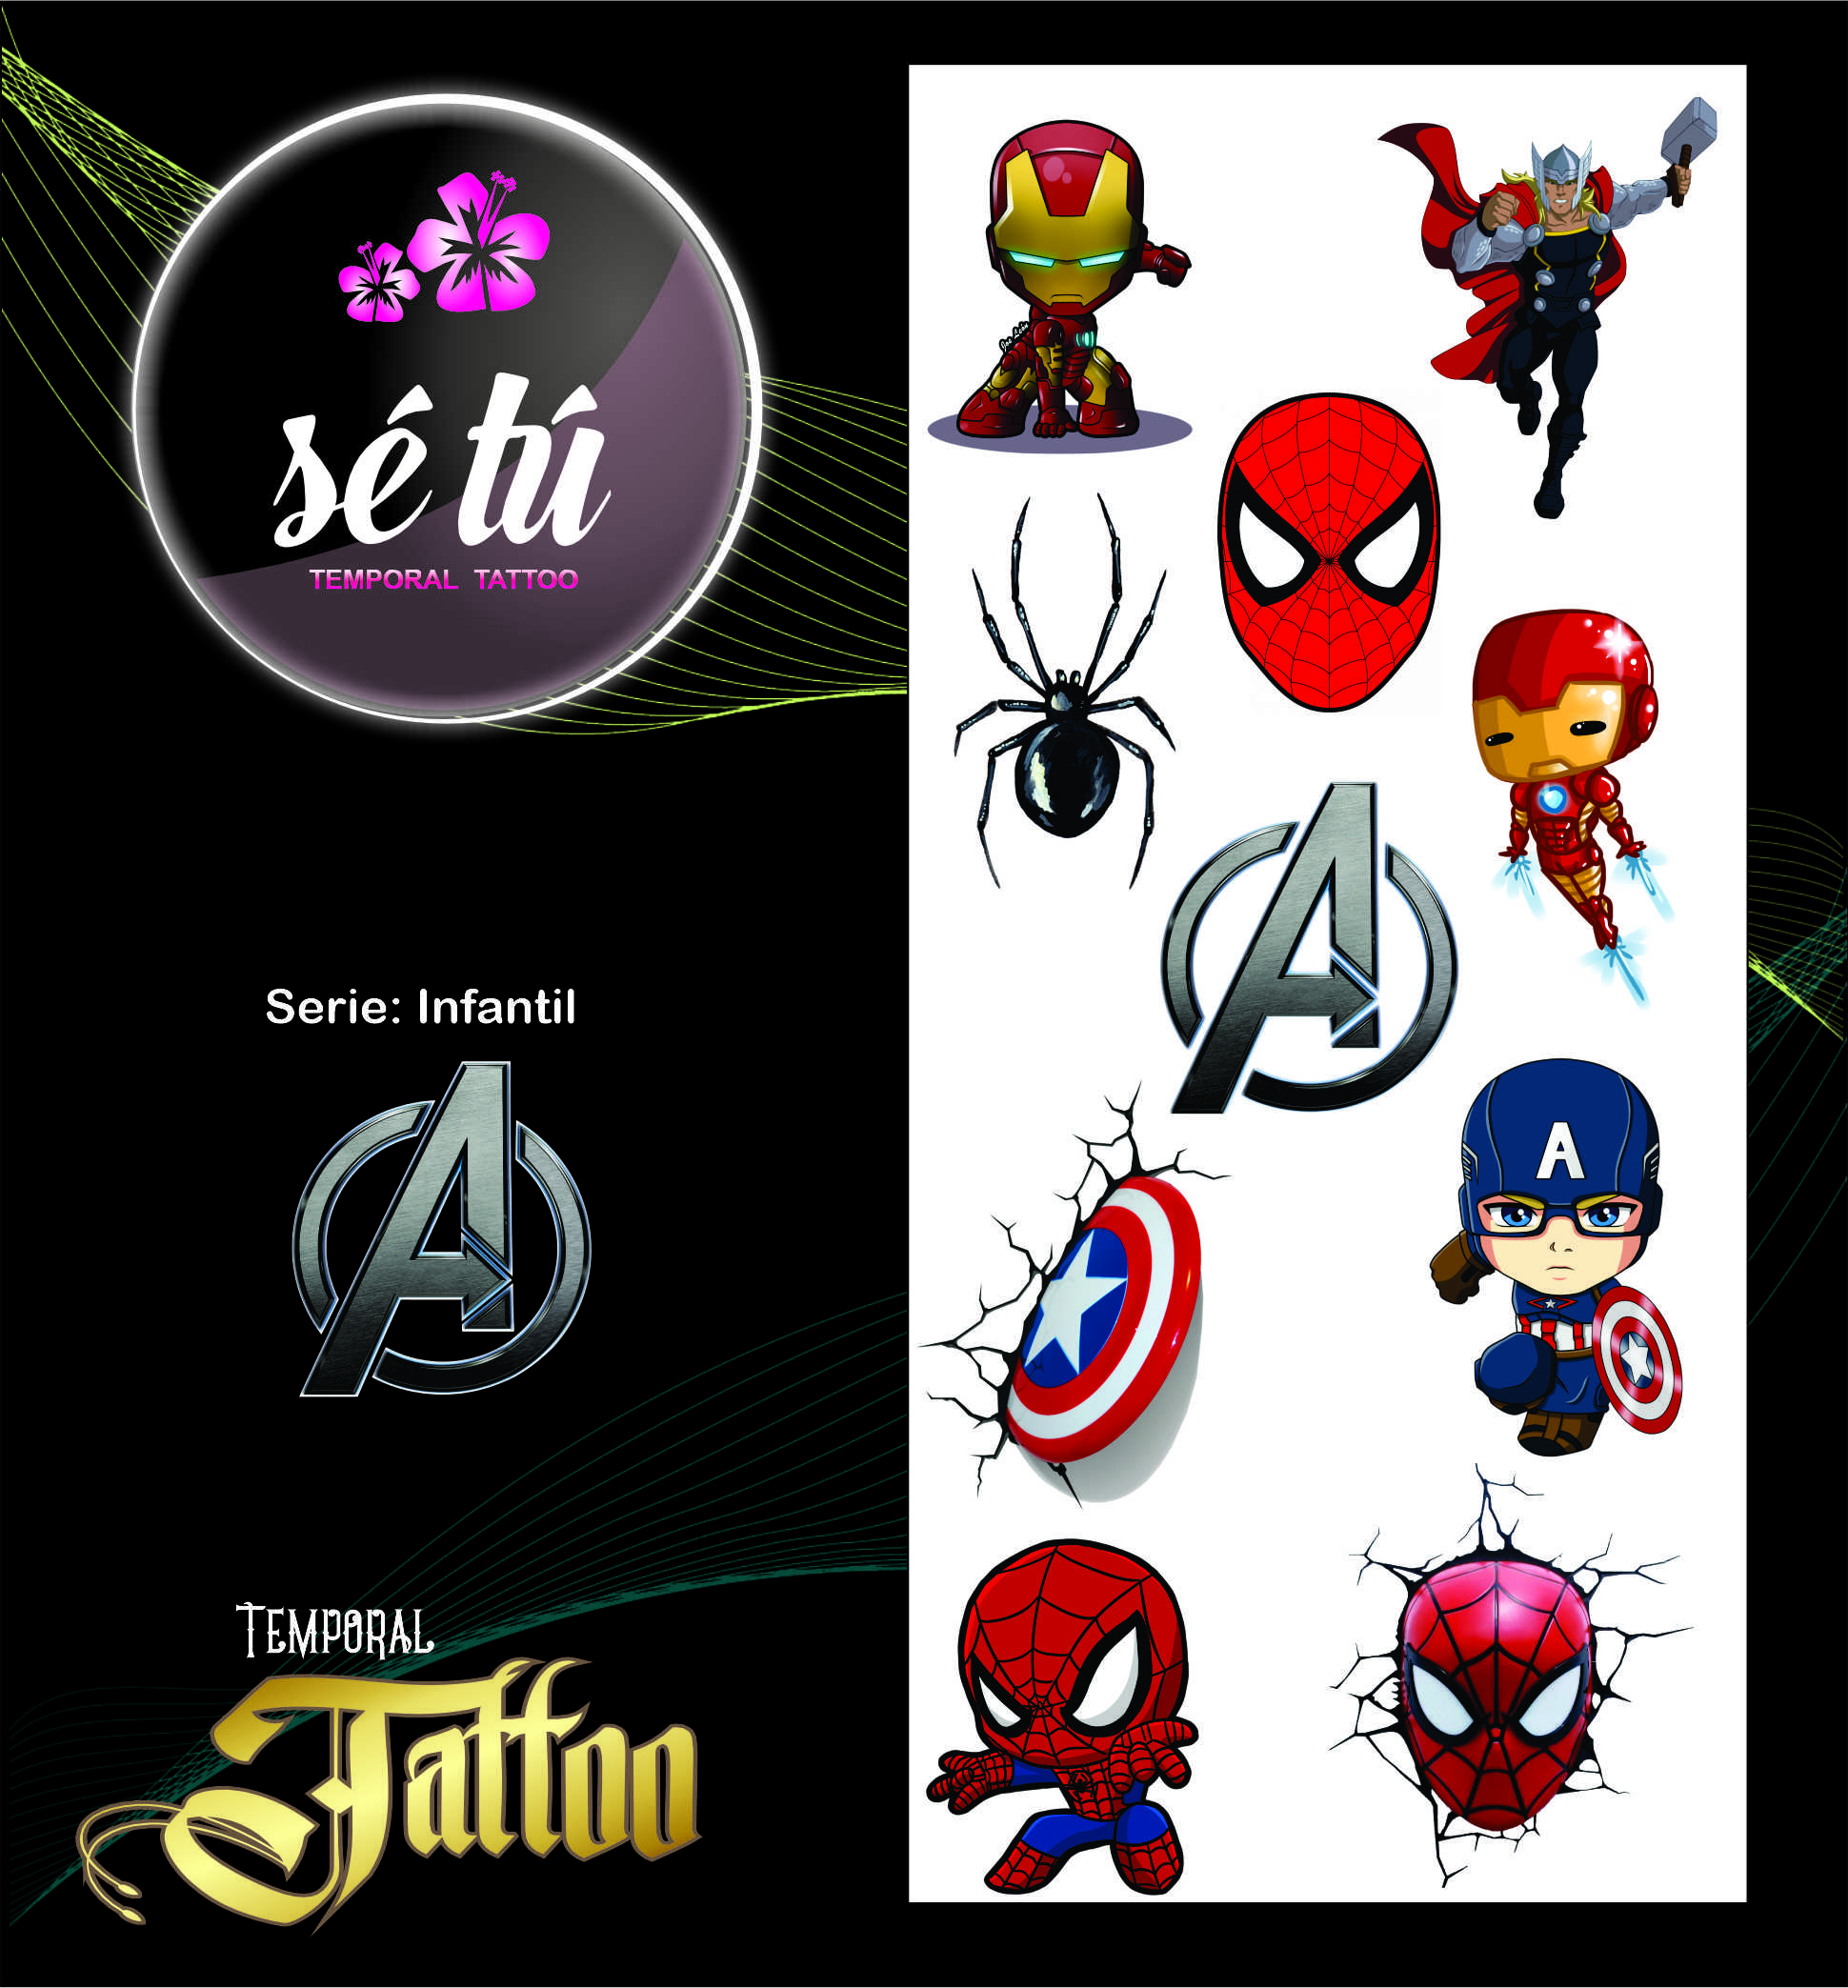 sé tú
TEMPORAL TATTOO
Serie: Infantil
A
TEMPORAL
Tattoo
A
A